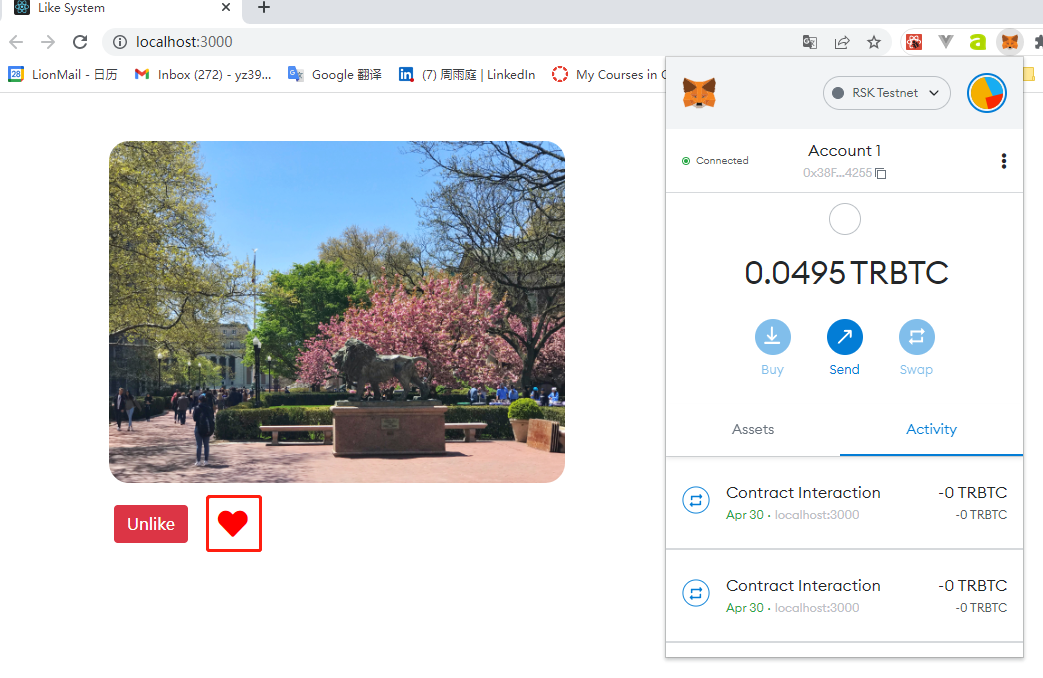 Like System
localhost:3000
LionMail - 日历
Inbox (272) - yz39...
Google 翻译
(7) 周雨庭 | LinkedIn
My Courses in C
RSK Testnet
Connected
Account 1
0x38F...4255
0.0495 TRBTC
Buy
Send
Swap
Assets
Activity
Contract Interaction -0 TRBTC
Apr 30 · localhost:3000 -0 TRBTC
Contract Interaction -0 TRBTC
Apr 30 · localhost:3000 -0 TRBTC
Unlike